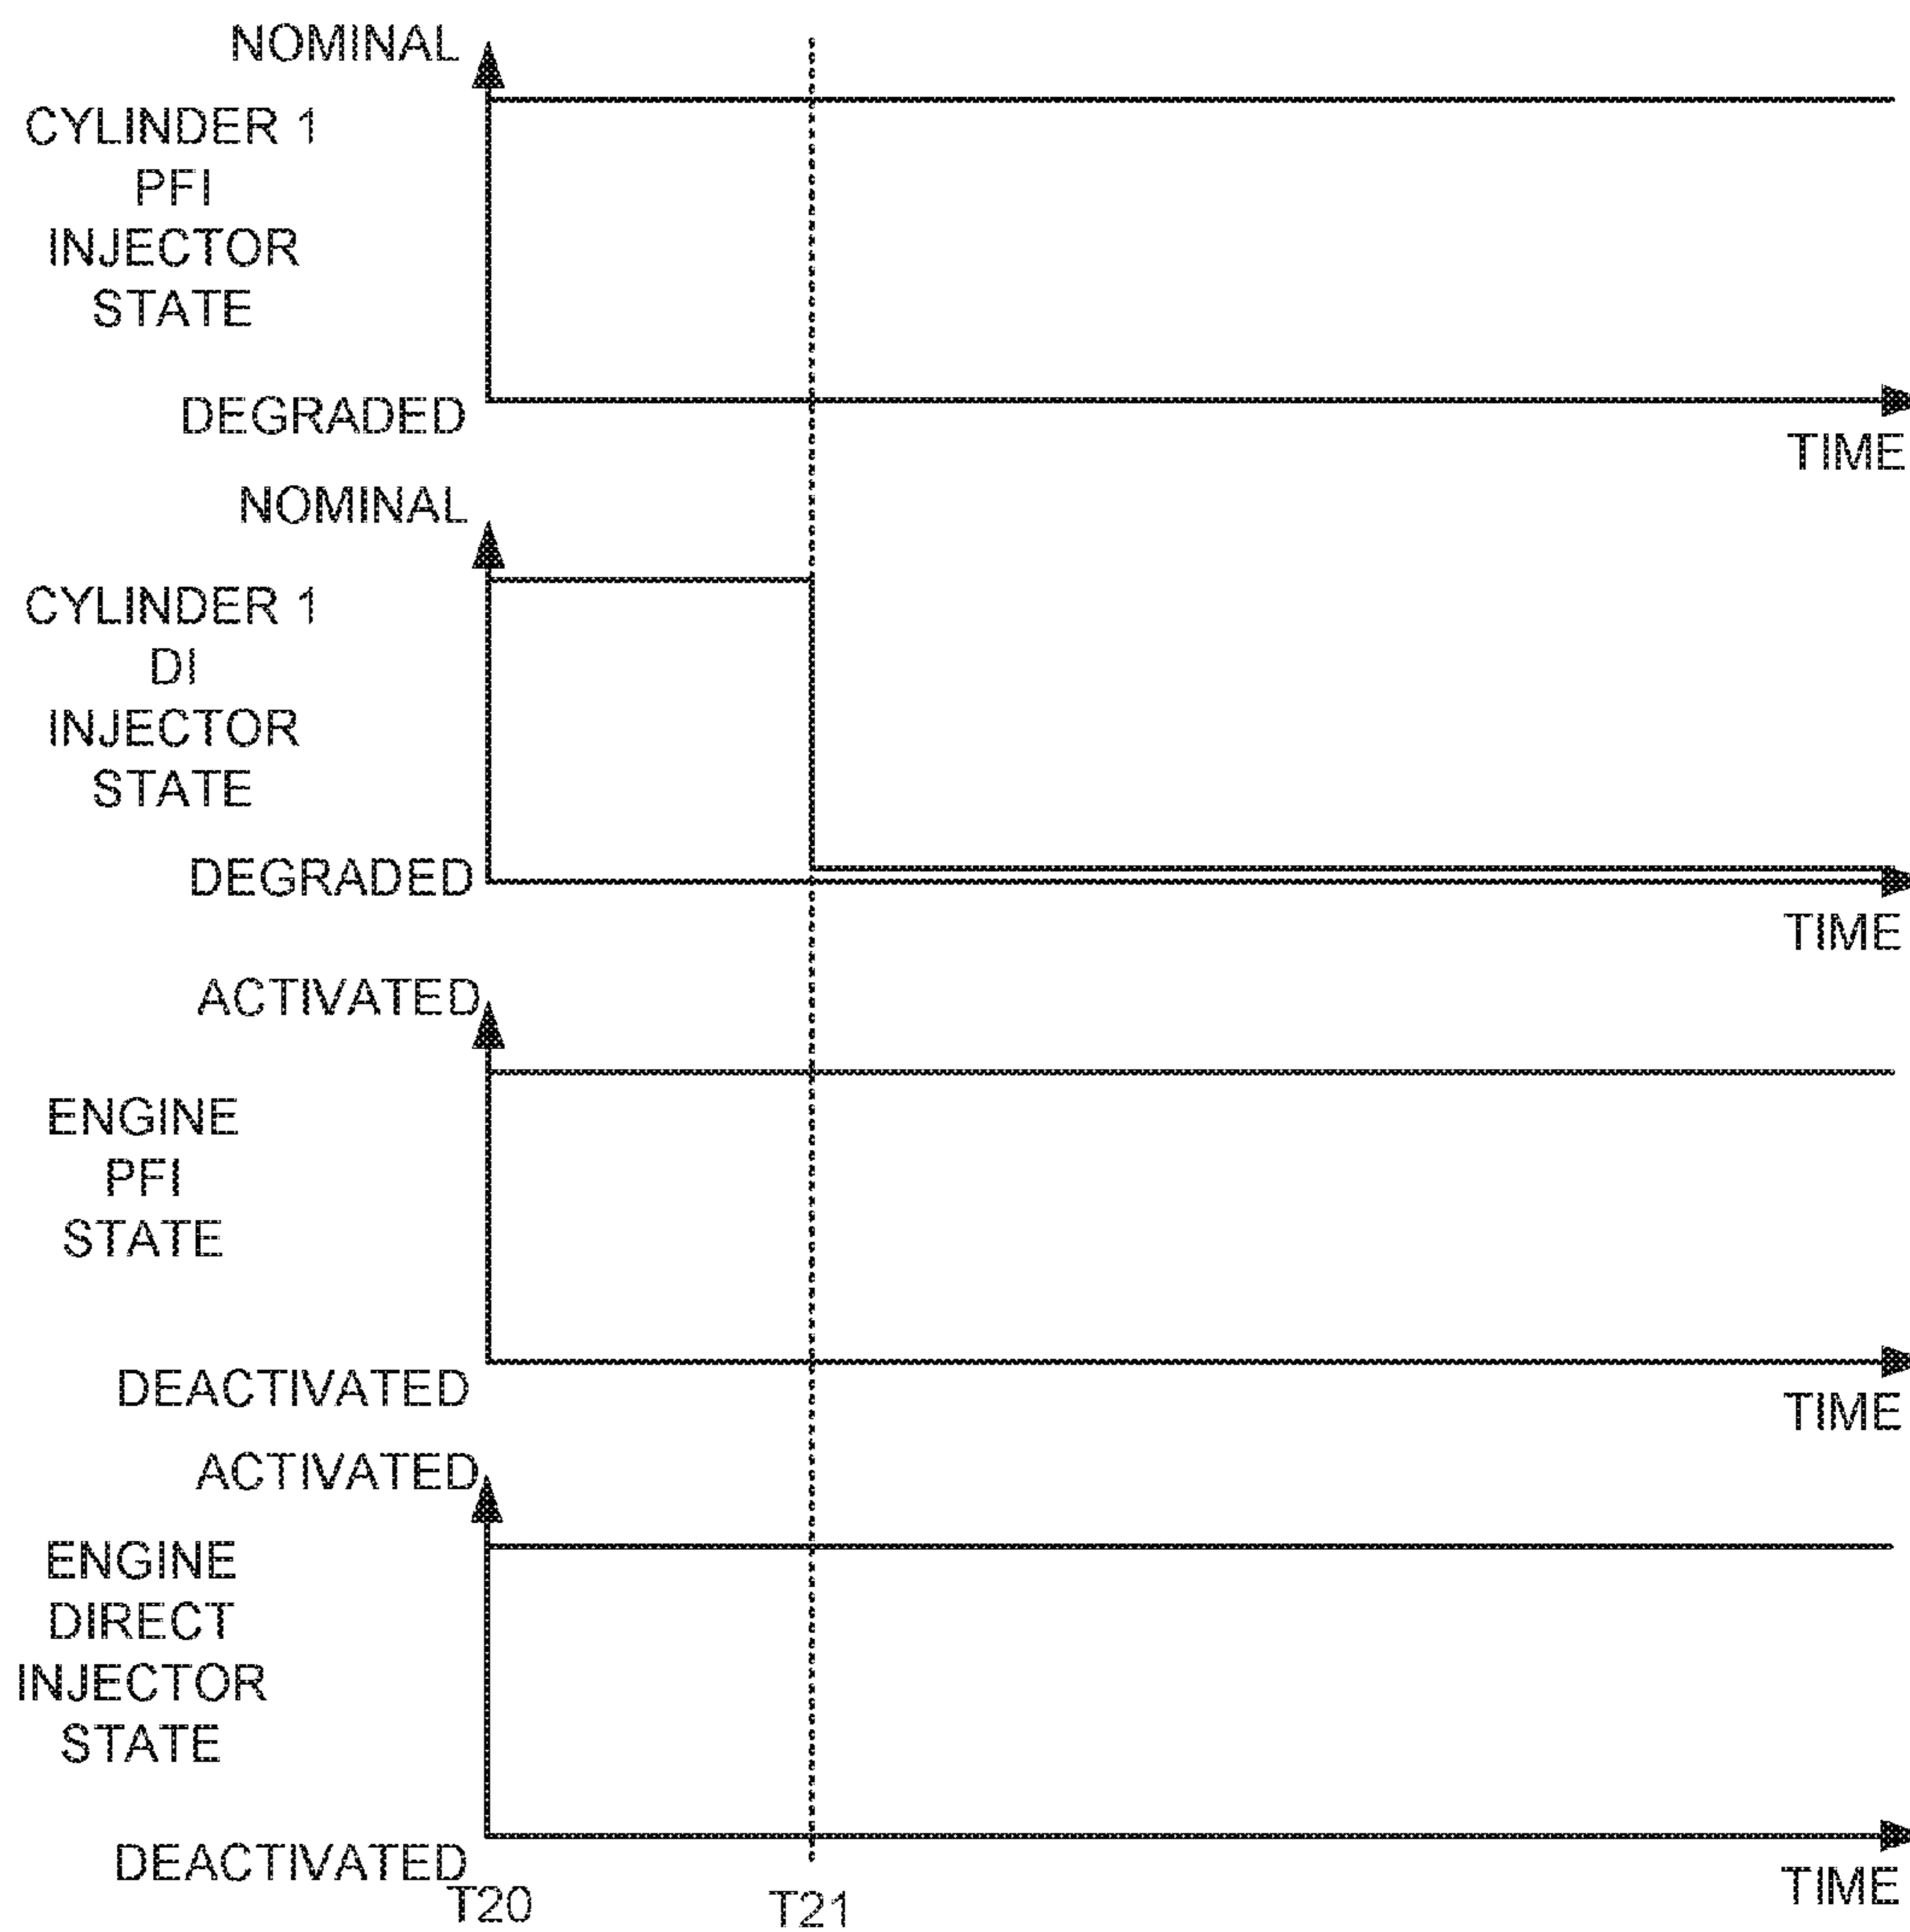 NOMINAL
CYLINDER 1
PFI
INJECTOR
STATE
DEGRADED
TIME
NOMINAL
CYLINDER 1
DI
INJECTOR
STATE
DEGRADED
TIME
ACTIVATED
ENGINE
PFI
STATE
DEACTIVATED
TIME
ACTIVATED
ENGINE
DIRECT
INJECTOR
STATE
DEACTIVATED
TIME
T20
T21